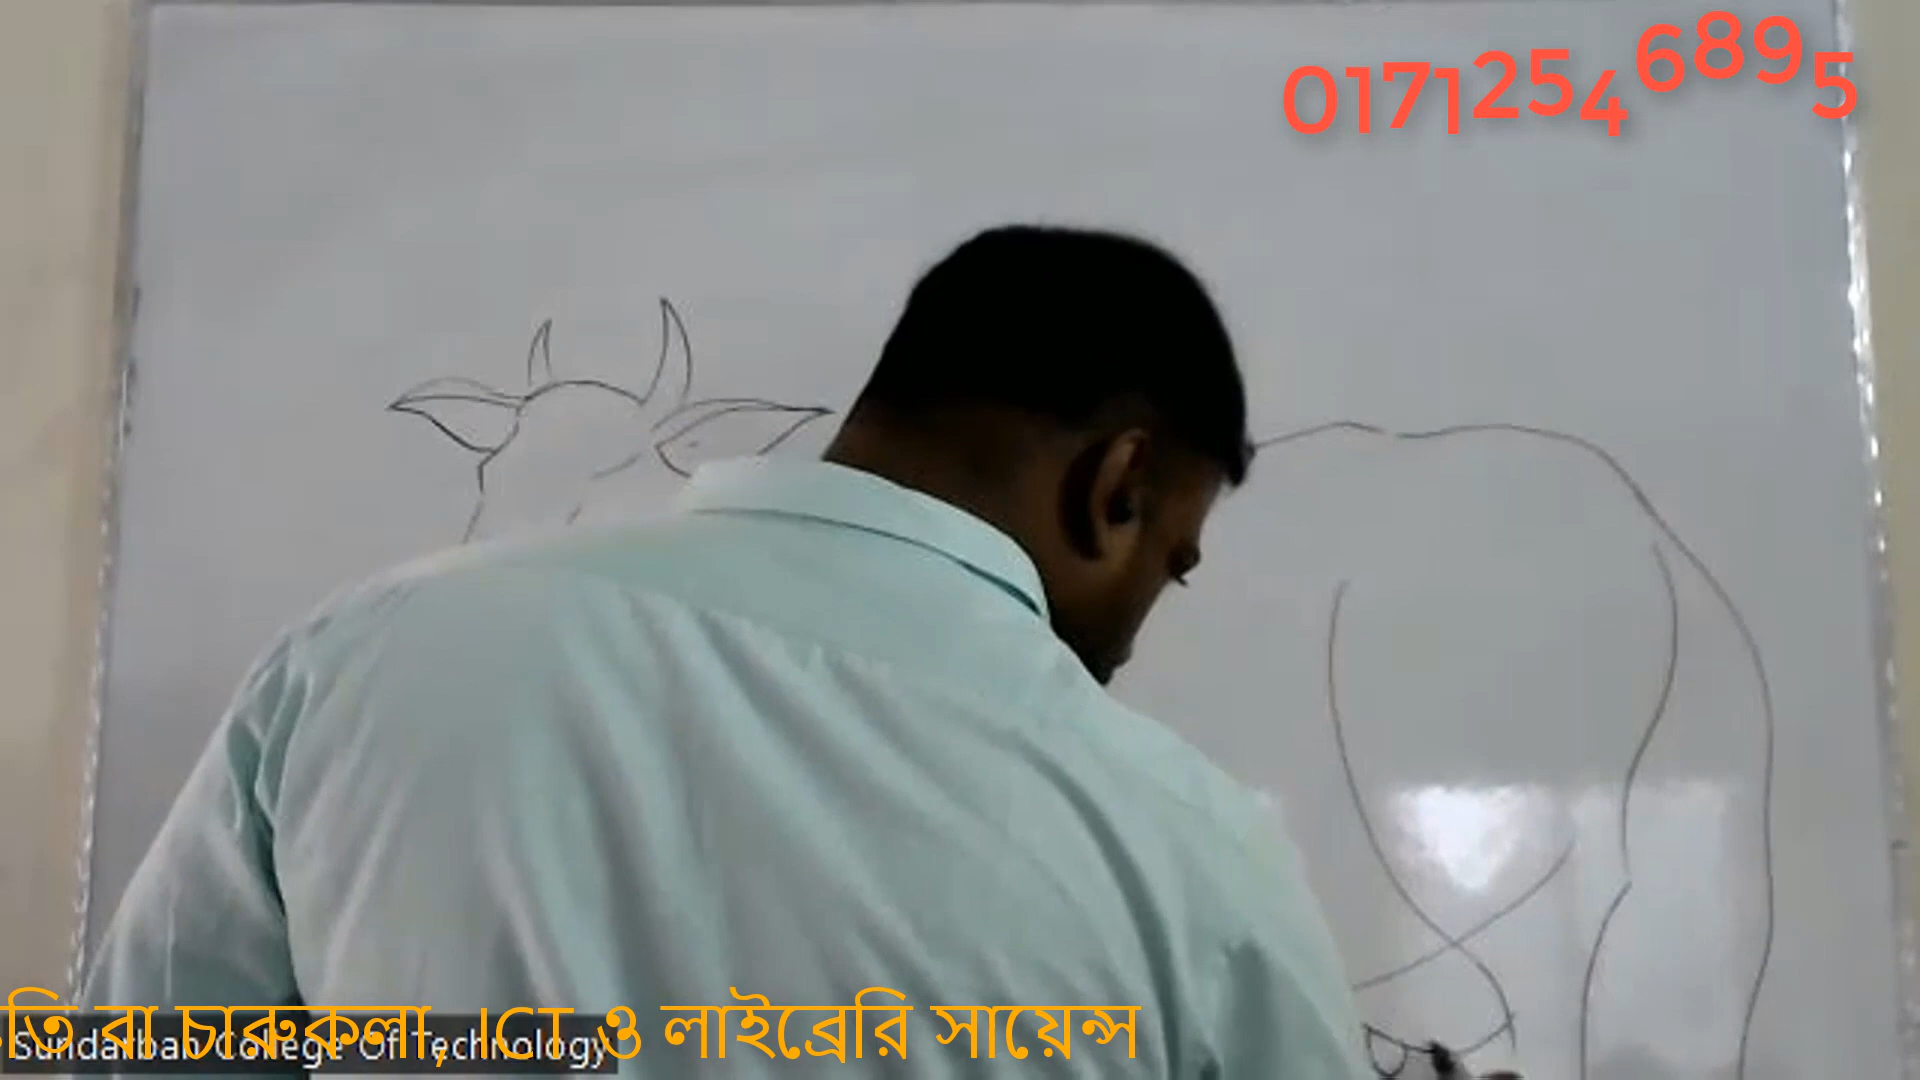 01712546895
তি বা চারুকলা, ICT ও লাইব্রেরি সায়েন্স
Sundarban College Of Technology